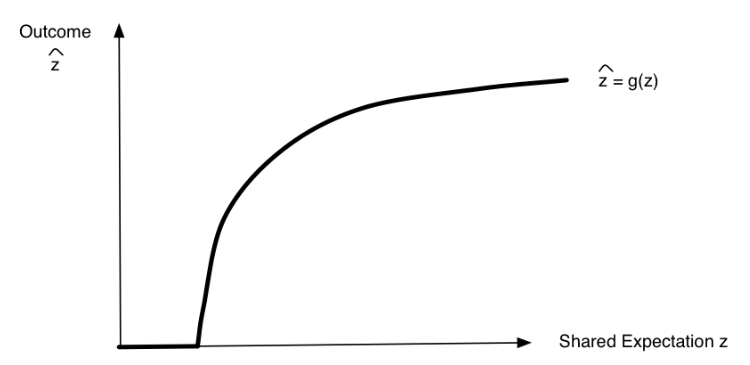 Outcome
ẑ
ẑ = g(z)
Shared Expectation z